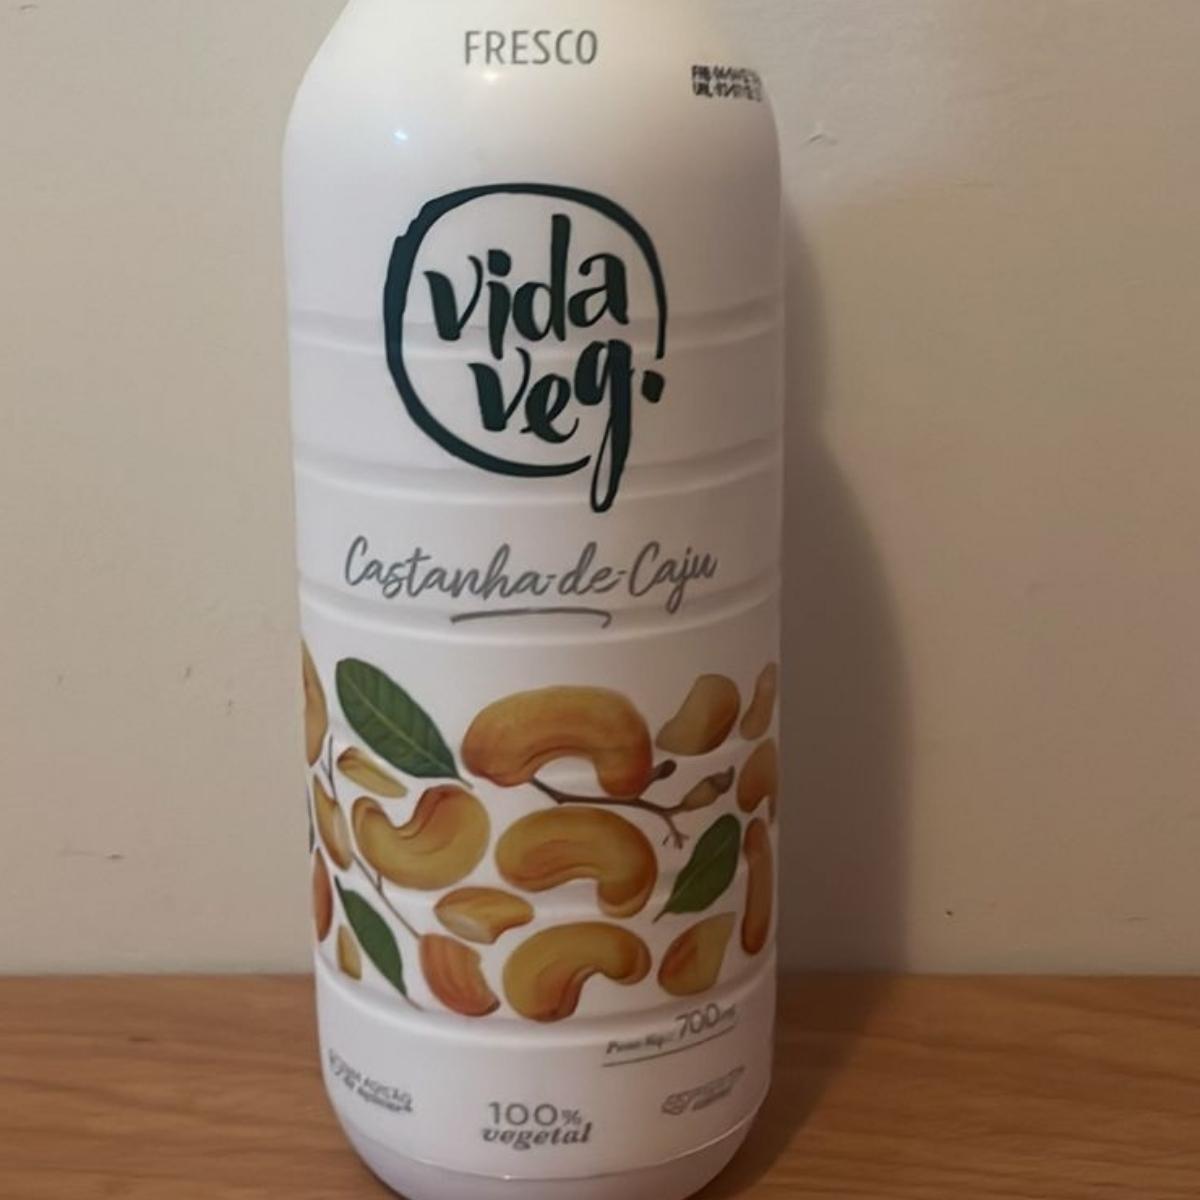 FRESCO
vida
veg.
Castanha-de-Caju
700
100%
vegetal